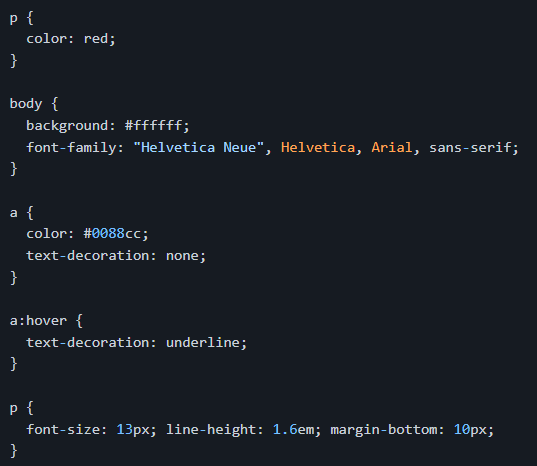 p {
  color: red;
}

body {
  background: #ffffff;
  font-family: "Helvetica Neue", Helvetica, Arial, sans-serif;
}

a {
  color: #0088cc;
  text-decoration: none;
}

a:hover {
  text-decoration: underline;
}

p {
  font-size: 13px; line-height: 1.6em; margin-bottom: 10px;
}